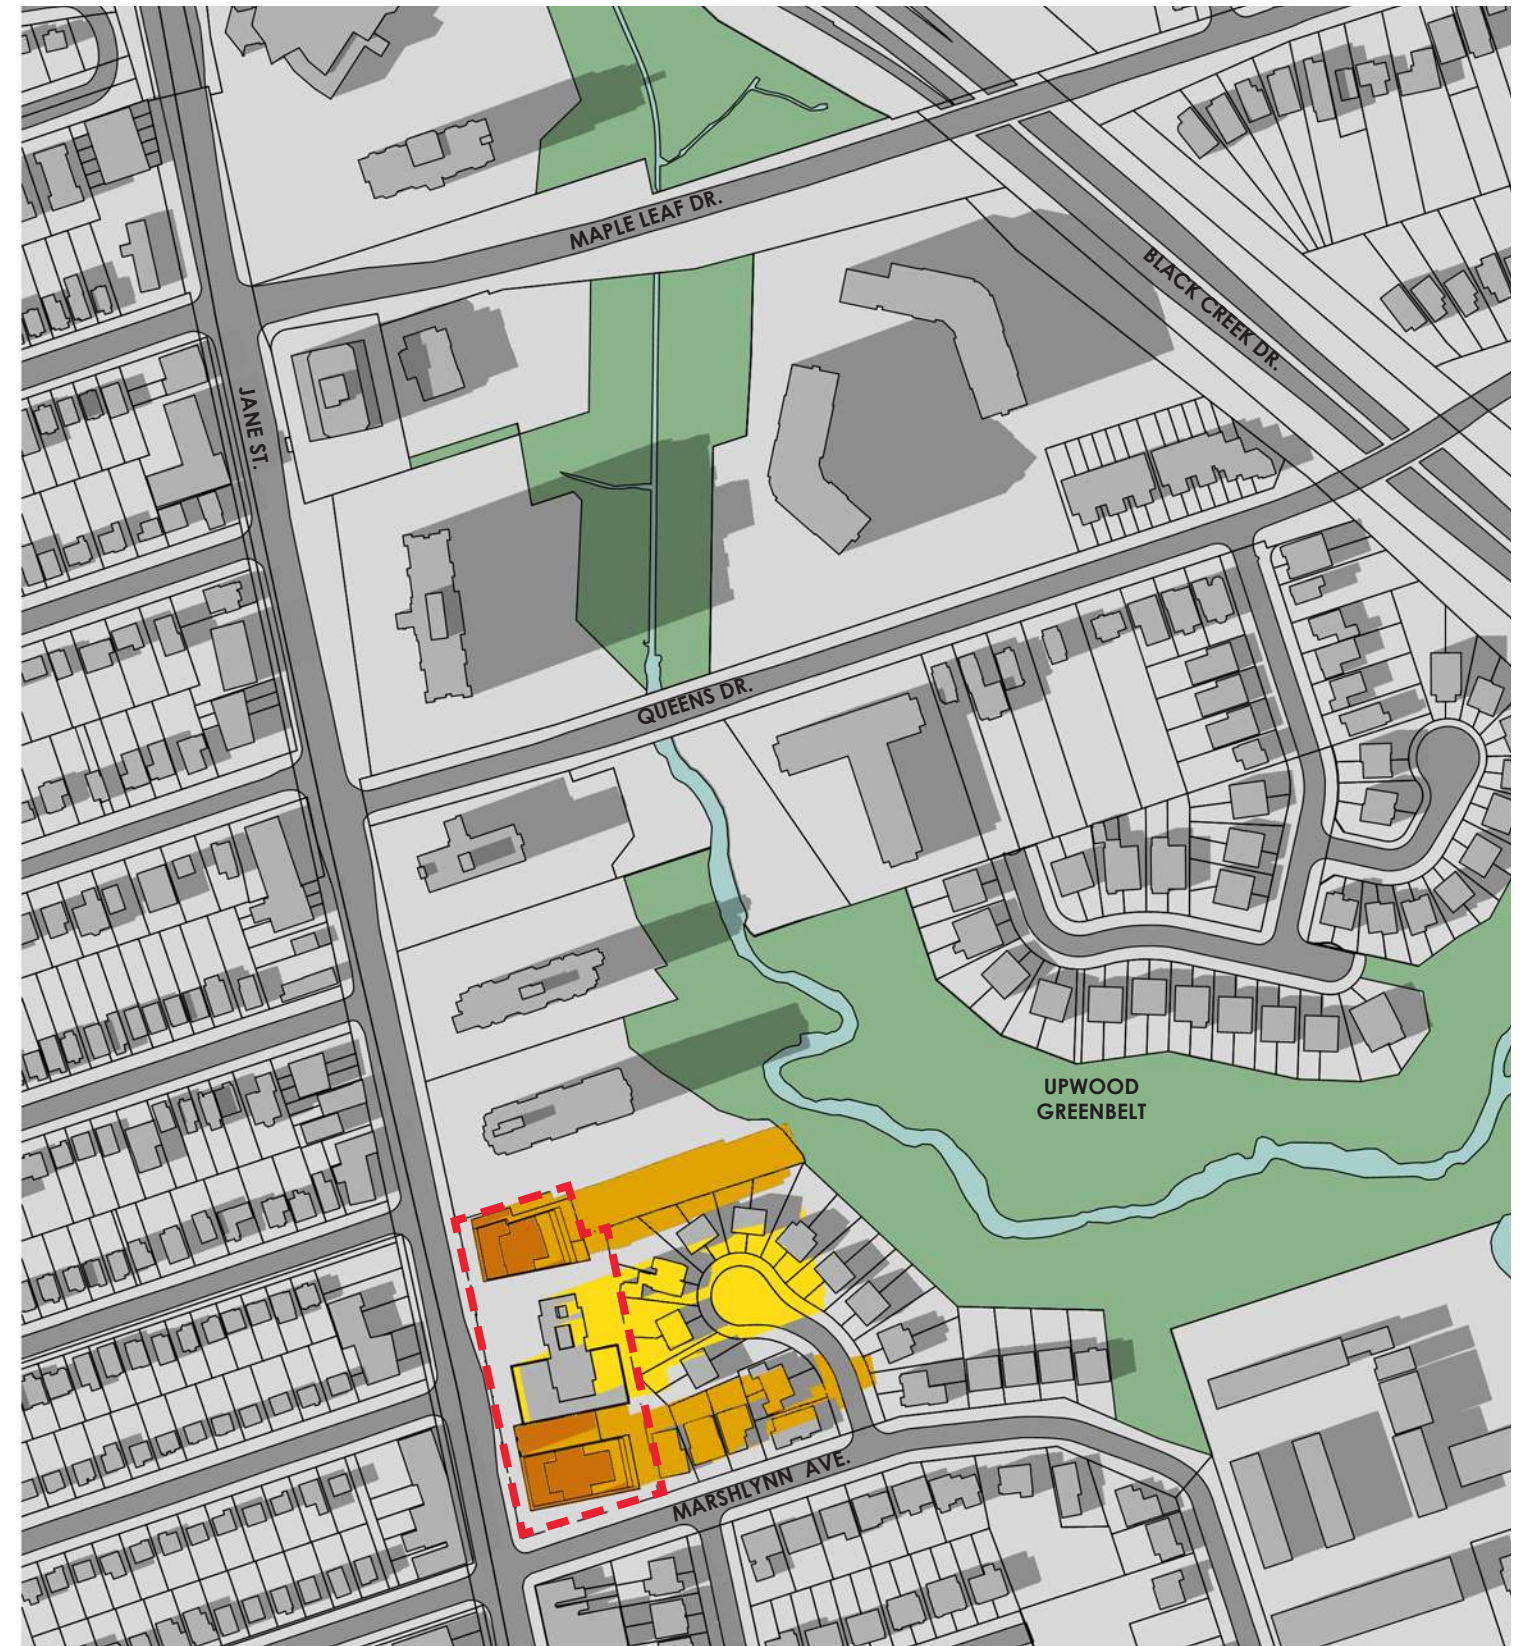 MAPLE LEAF DR.
BLACK CREEK DR.
JANE ST.
QUEENS DR.
UPWOOD
GREENBELT
MARSHLYNN AVE.